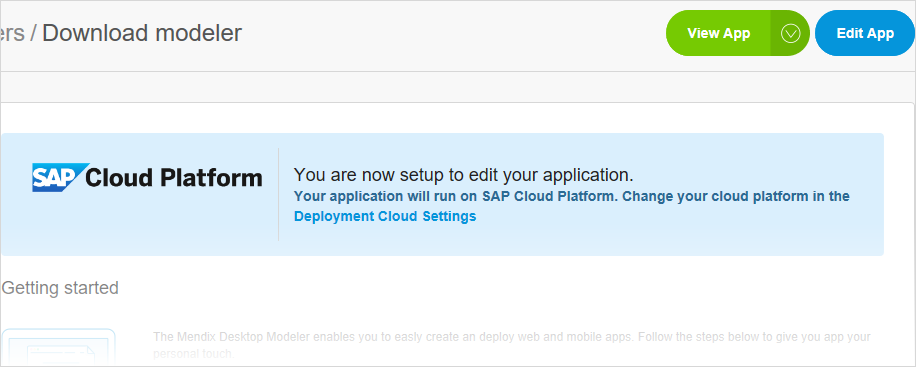 / Download modeler
View App
Edit App
SAP Cloud Platform
You are now setup to edit your application.
Your application will run on SAP Cloud Platform. Change your cloud platform in the
Deployment Cloud Settings
Getting started
The Mendix Desktop Modeler enables you to easily create an deploy web and mobile apps. Follow the steps below to give you app your
personal touch